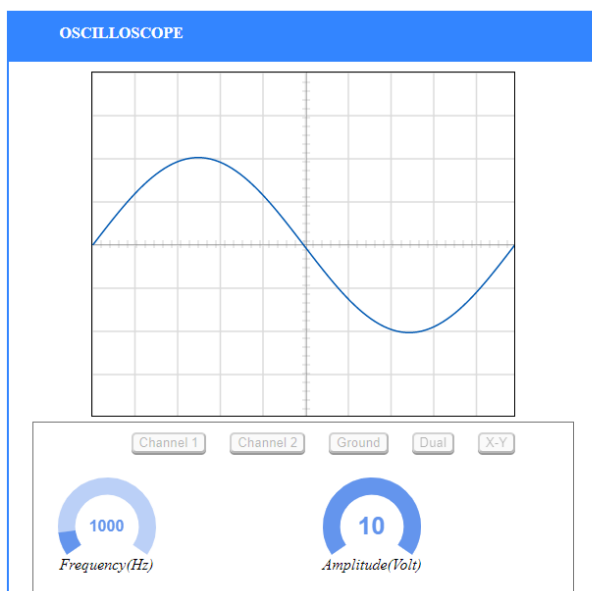 OSCILLOSCOPE
Channel 1 Channel 2 Ground Dual X-Y
1000 10
Frequency(Hz) Amplitude(Volt)